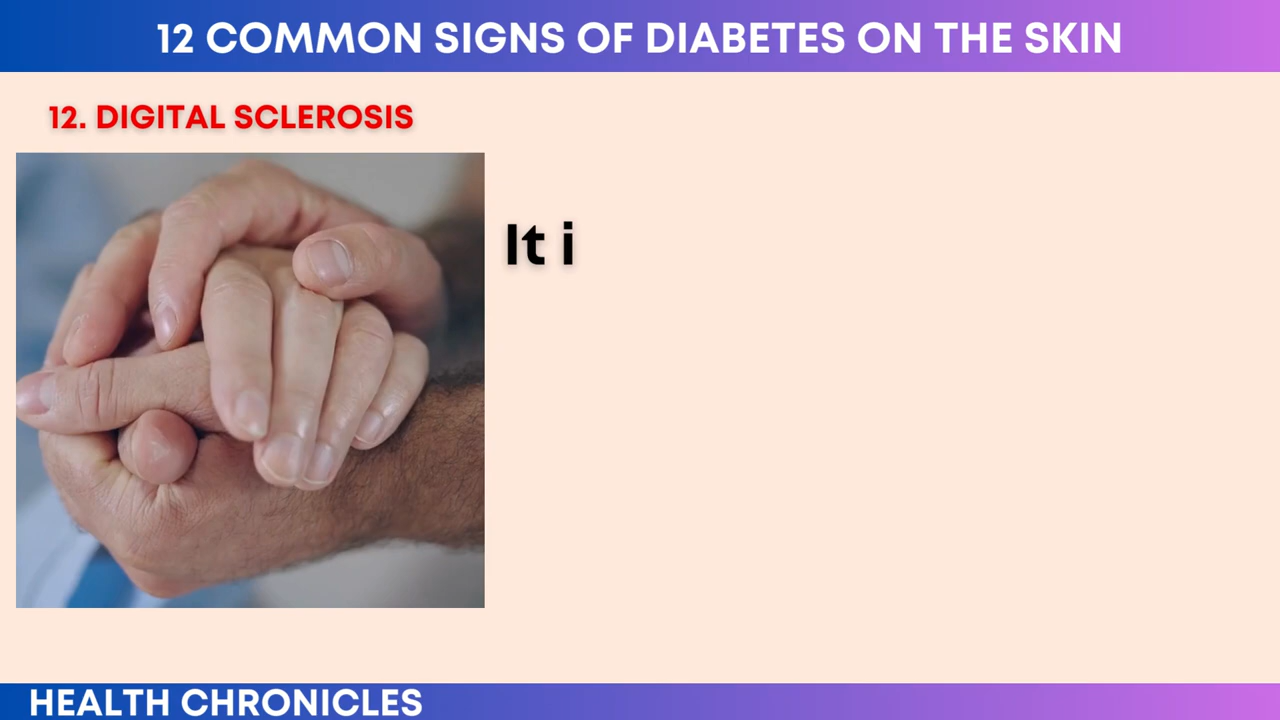 12 COMMON SIGNS OF DIABETES ON THE SKIN
12. DIGITAL SCLEROSIS
It i
HEALTH CHRONICLES